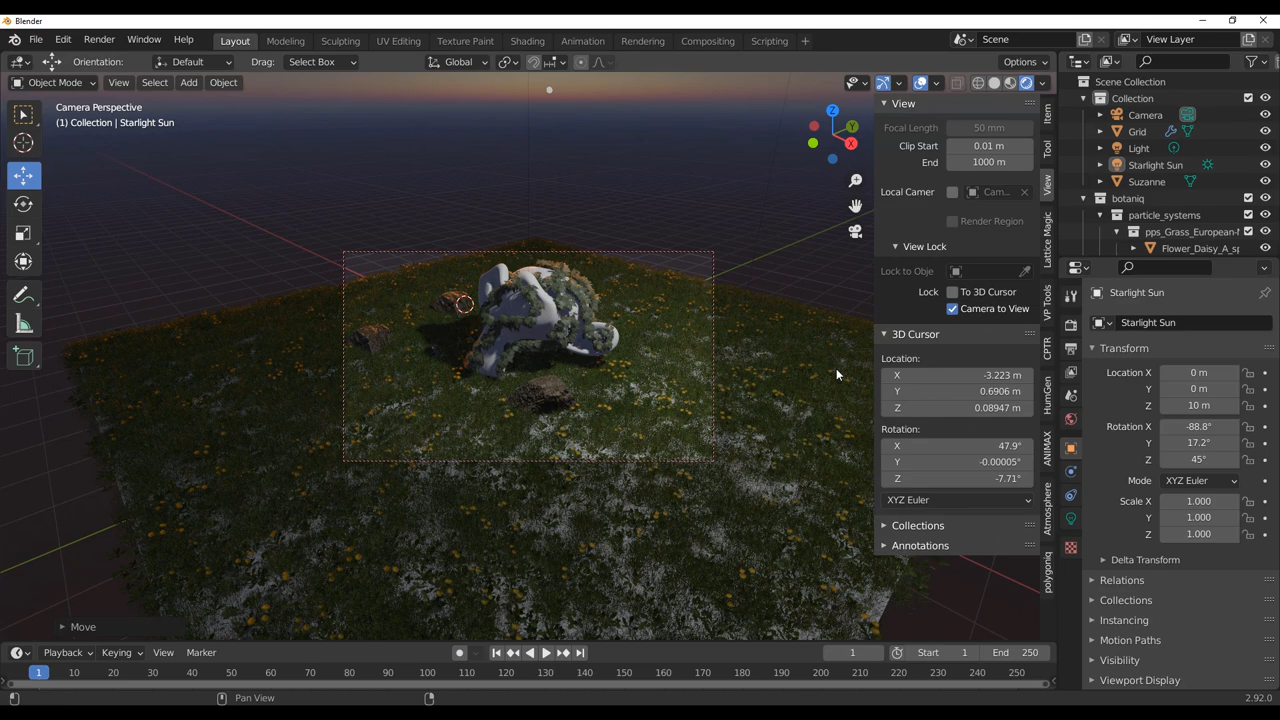 Blender
File Edit Render Window Help Layout Modeling Sculpting UV Editing Texture Paint Shading Animation Rendering Compositing Scripting + Scene View Layer
Orientation: Default Drag: Select Box Global Options
Object Mode View Select Add Object
Camera Perspective
(1) Collection | Starlight Sun
Z
Y
X
View
Focal Length 50 mm
Clip Start 0.01 m
End 1000 m
Local Camer Cam...
Render Region
View Lock
Lock to Obje
Lock To 3D Cursor
Camera to View
3D Cursor
Location:
X -3.223 m
Y 0.6906 m
Z 0.08947 m
Rotation:
X 47.9°
Y -0.00005°
Z -7.71°
XYZ Euler
Collections
Annotations
Item
Tool
View
Lattice Magic
VP Tools
CPTR
HumGen
ANIMAX
Atmosphere
polygoniq
Scene Collection
Collection
Camera
Grid
Light
Starlight Sun
Suzanne
botaniq
particle_systems
pps_Grass_European-M
Flower_Daisy_A_sp
Starlight Sun
Starlight Sun
Transform
Location X 0 m
Y 0 m
Z 10 m
Rotation X -88.8°
Y 17.2°
Z 45°
Mode XYZ Euler
Scale X 1.000
Y 1.000
Z 1.000
Delta Transform
Relations
Collections
Instancing
Motion Paths
Visibility
Viewport Display
Move
Playback Keying View Marker 1 Start 1 End 250
1 10 20 30 40 50 60 70 80 90 100 110 120 130 140 150 160 170 180 190 200 210 220 230 240 250
Pan View 2.92.0